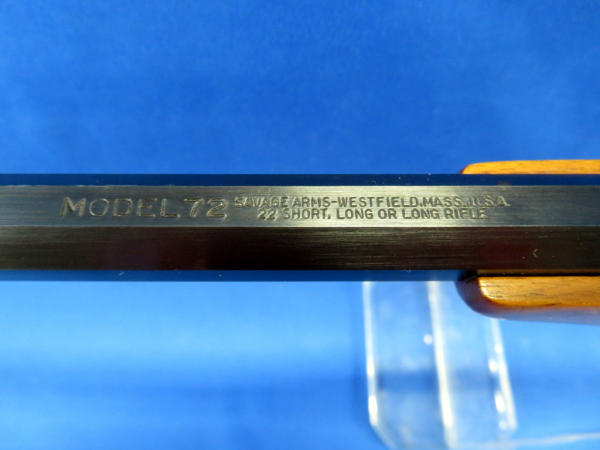 MODEL 72
SAVAGE ARMS-WESTFIELD, MASS., U.S.A.
22 SHORT, LONG OR LONG RIFLE